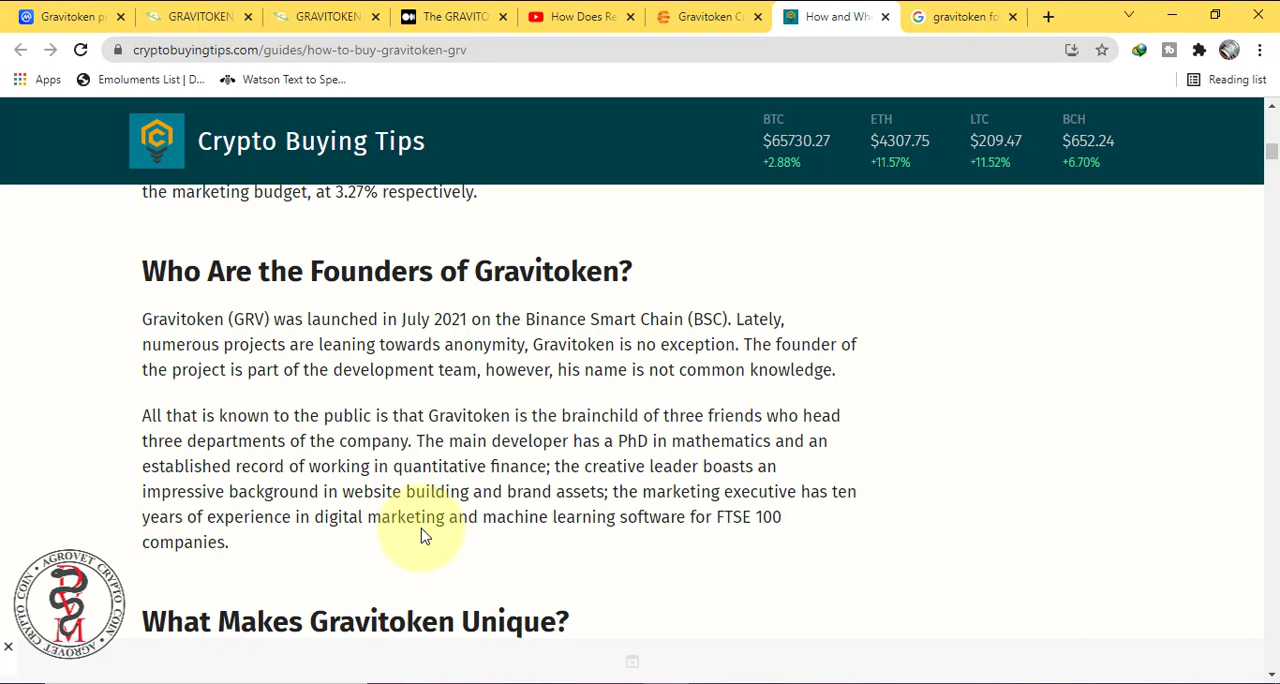 Gravitoken p
GRAVITOKEN
GRAVITOKEN
The GRAVITO
How Does Re
Gravitoken C
How and Wh
gravitoken fo
cryptobuyingtips.com/guides/how-to-buy-gravitoken-grv
Apps
Emoluments List | D...
Watson Text to Spe...
Reading list
Crypto Buying Tips
BTC
ETH
LTC
BCH
$65730.27
$4307.75
$209.47
$652.24
+2.88%
+11.57%
+11.52%
+6.70%
the marketing budget, at 3.27% respectively.
Who Are the Founders of Gravitoken?
Gravitoken (GRV) was launched in July 2021 on the Binance Smart Chain (BSC). Lately,
numerous projects are leaning towards anonymity, Gravitoken is no exception. The founder of
the project is part of the development team, however, his name is not common knowledge.
All that is known to the public is that Gravitoken is the brainchild of three friends who head
three departments of the company. The main developer has a PhD in mathematics and an
established record of working in quantitative finance; the creative leader boasts an
impressive background in website building and brand assets; the marketing executive has ten
years of experience in digital marketing and machine learning software for FTSE 100
companies.
What Makes Gravitoken Unique?
AGROVET CRYPTO COIN
AGROVET CRYPTO COIN
V
M